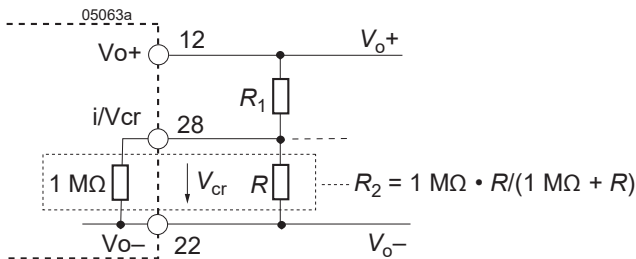 05063a
Vo+ 12 Vo+
R1
i/Vcr 28
1 MΩ Vcr R R2 = 1 MΩ • R/(1 MΩ + R)
Vo– 22 Vo–